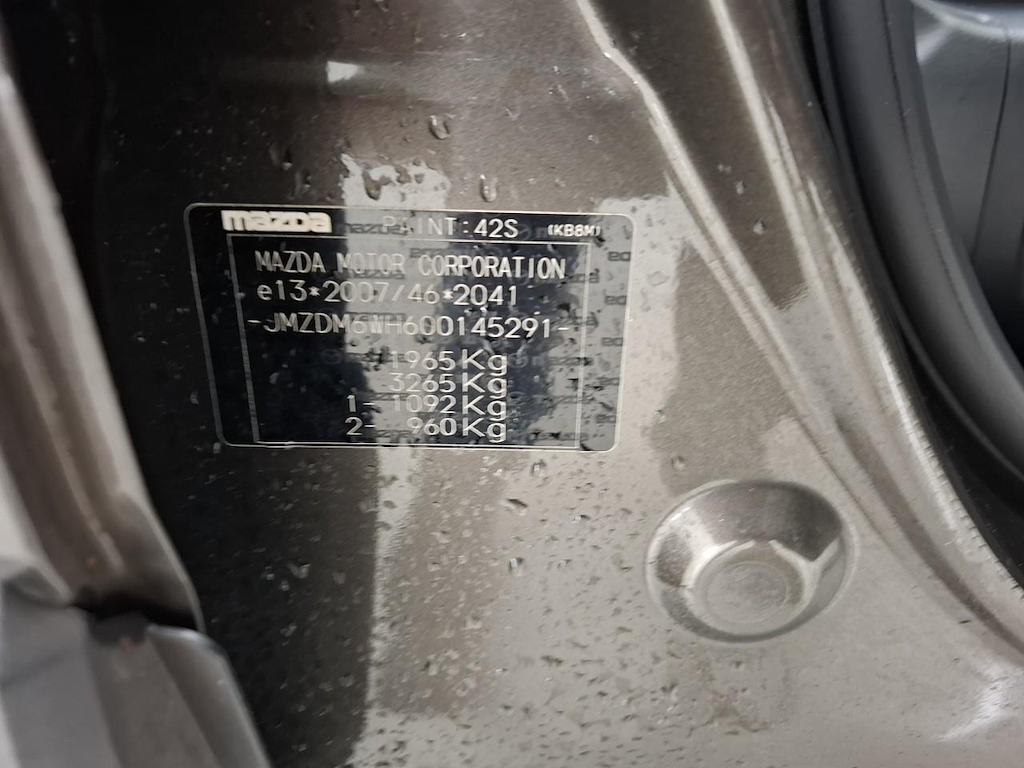 mazda PAINT: 42S (KB8M)
MAZDA MOTOR CORPORATION
e13*2007/46*2041
-JMZDM6WH600145291-
1965Kg
3265Kg
1- 1092Kg
2- 960Kg